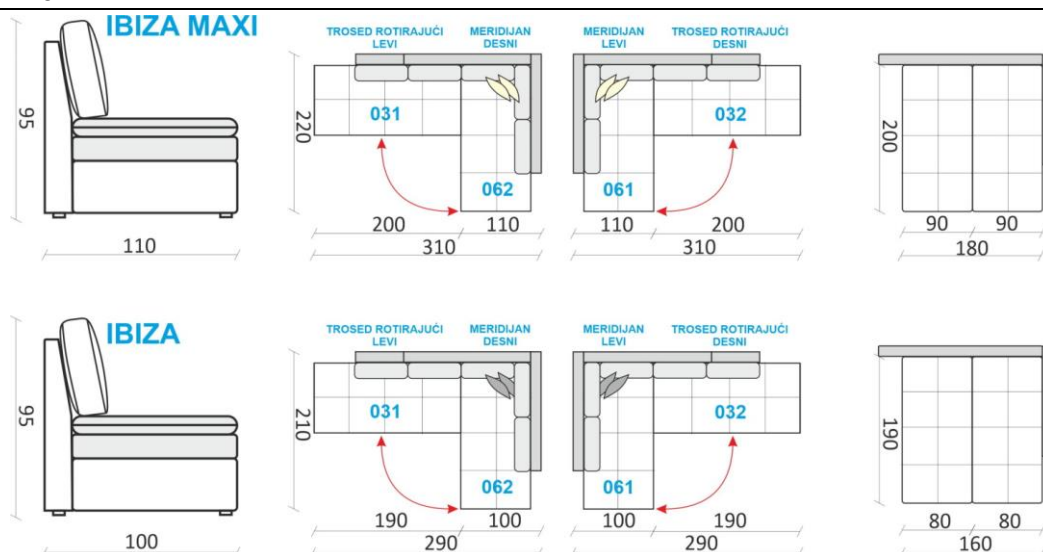 IBIZA MAXI
95
110
TROSED ROTIRAJUĆI
LEVI
MERIDIJAN
DESNI
220
031
062
200
110
310
MERIDIJAN
LEVI
TROSED ROTIRAJUĆI
DESNI
032
061
110
200
310
200
90
90
180
IBIZA
95
100
TROSED ROTIRAJUĆI
LEVI
MERIDIJAN
DESNI
210
031
062
190
100
290
MERIDIJAN
LEVI
TROSED ROTIRAJUĆI
DESNI
032
061
100
190
290
190
80
80
160